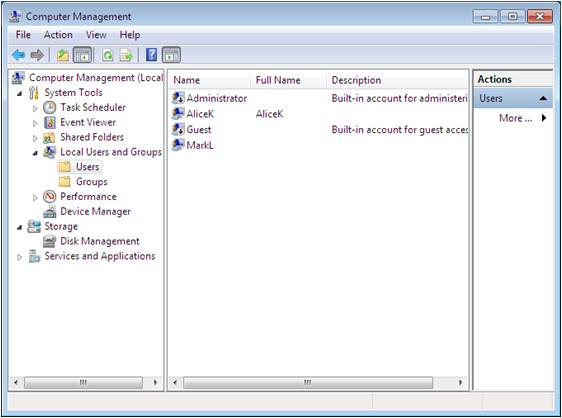 Computer Management
File Action View Help
Computer Management (Local
System Tools
Task Scheduler
Event Viewer
Shared Folders
Local Users and Groups
Users
Groups
Performance
Device Manager
Storage
Disk Management
Services and Applications
Name Full Name Description
Administrator Built-in account for administeri
AliceK AliceK
Guest Built-in account for guest acces
MarkL
Actions
Users
More ...